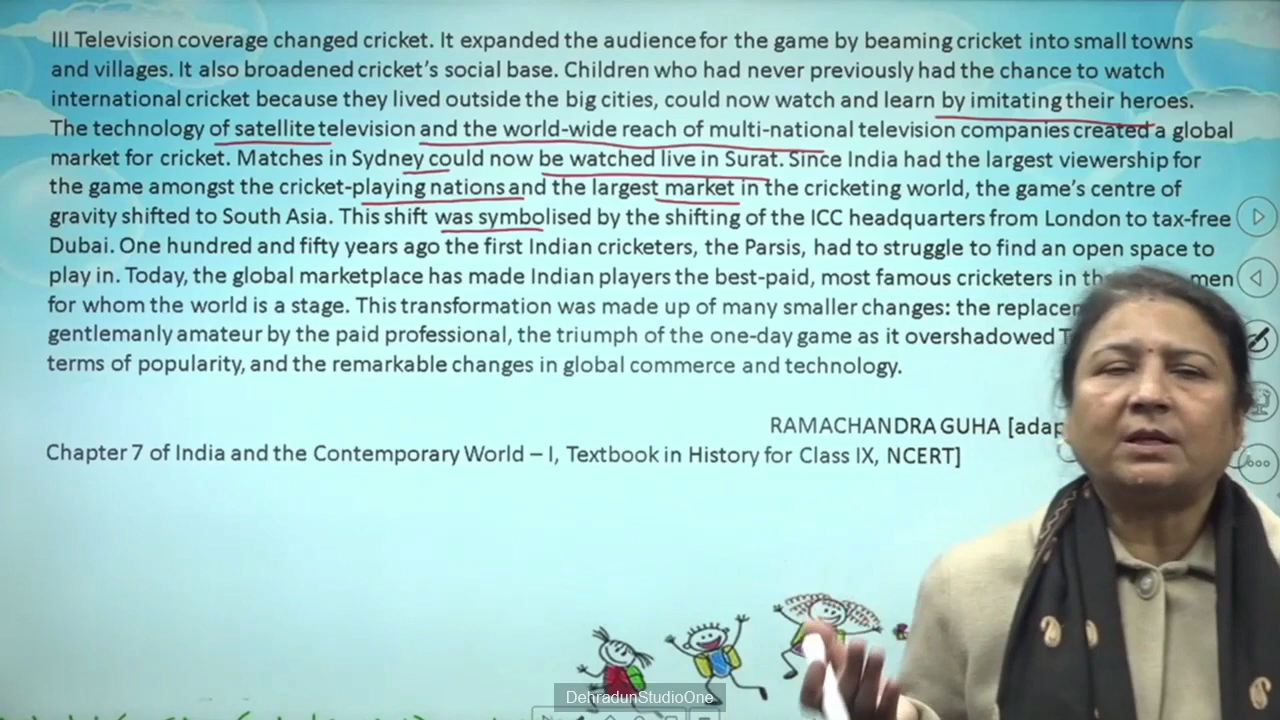 III Television coverage changed cricket. It expanded the audience for the game by beaming cricket into small towns
and villages. It also broadened cricket's social base. Children who had never previously had the chance to watch
international cricket because they lived outside the big cities, could now watch and learn by imitating their heroes.
The technology of satellite television and the world-wide reach of multi-national television companies created a global
market for cricket. Matches in Sydney could now be watched live in Surat. Since India had the largest viewership for
the game amongst the cricket-playing nations and the largest market in the cricketing world, the game's centre of
gravity shifted to South Asia. This shift was symbolised by the shifting of the ICC headquarters from London to tax-free
Dubai. One hundred and fifty years ago the first Indian cricketers, the Parsis, had to struggle to find an open space to
play in. Today, the global marketplace has made Indian players the best-paid, most famous cricketers in men
for whom the world is a stage. This transformation was made up of many smaller changes: the
gentlemanly amateur by the paid professional, the triumph of the one-day game as it overshadowed
terms of popularity, and the remarkable changes in global commerce and technology.
RAMACHANDRA GUHA
Chapter 7 of India and the Contemporary World – I, Textbook in History for Class IX, NCERT]
DehradunStudioOne